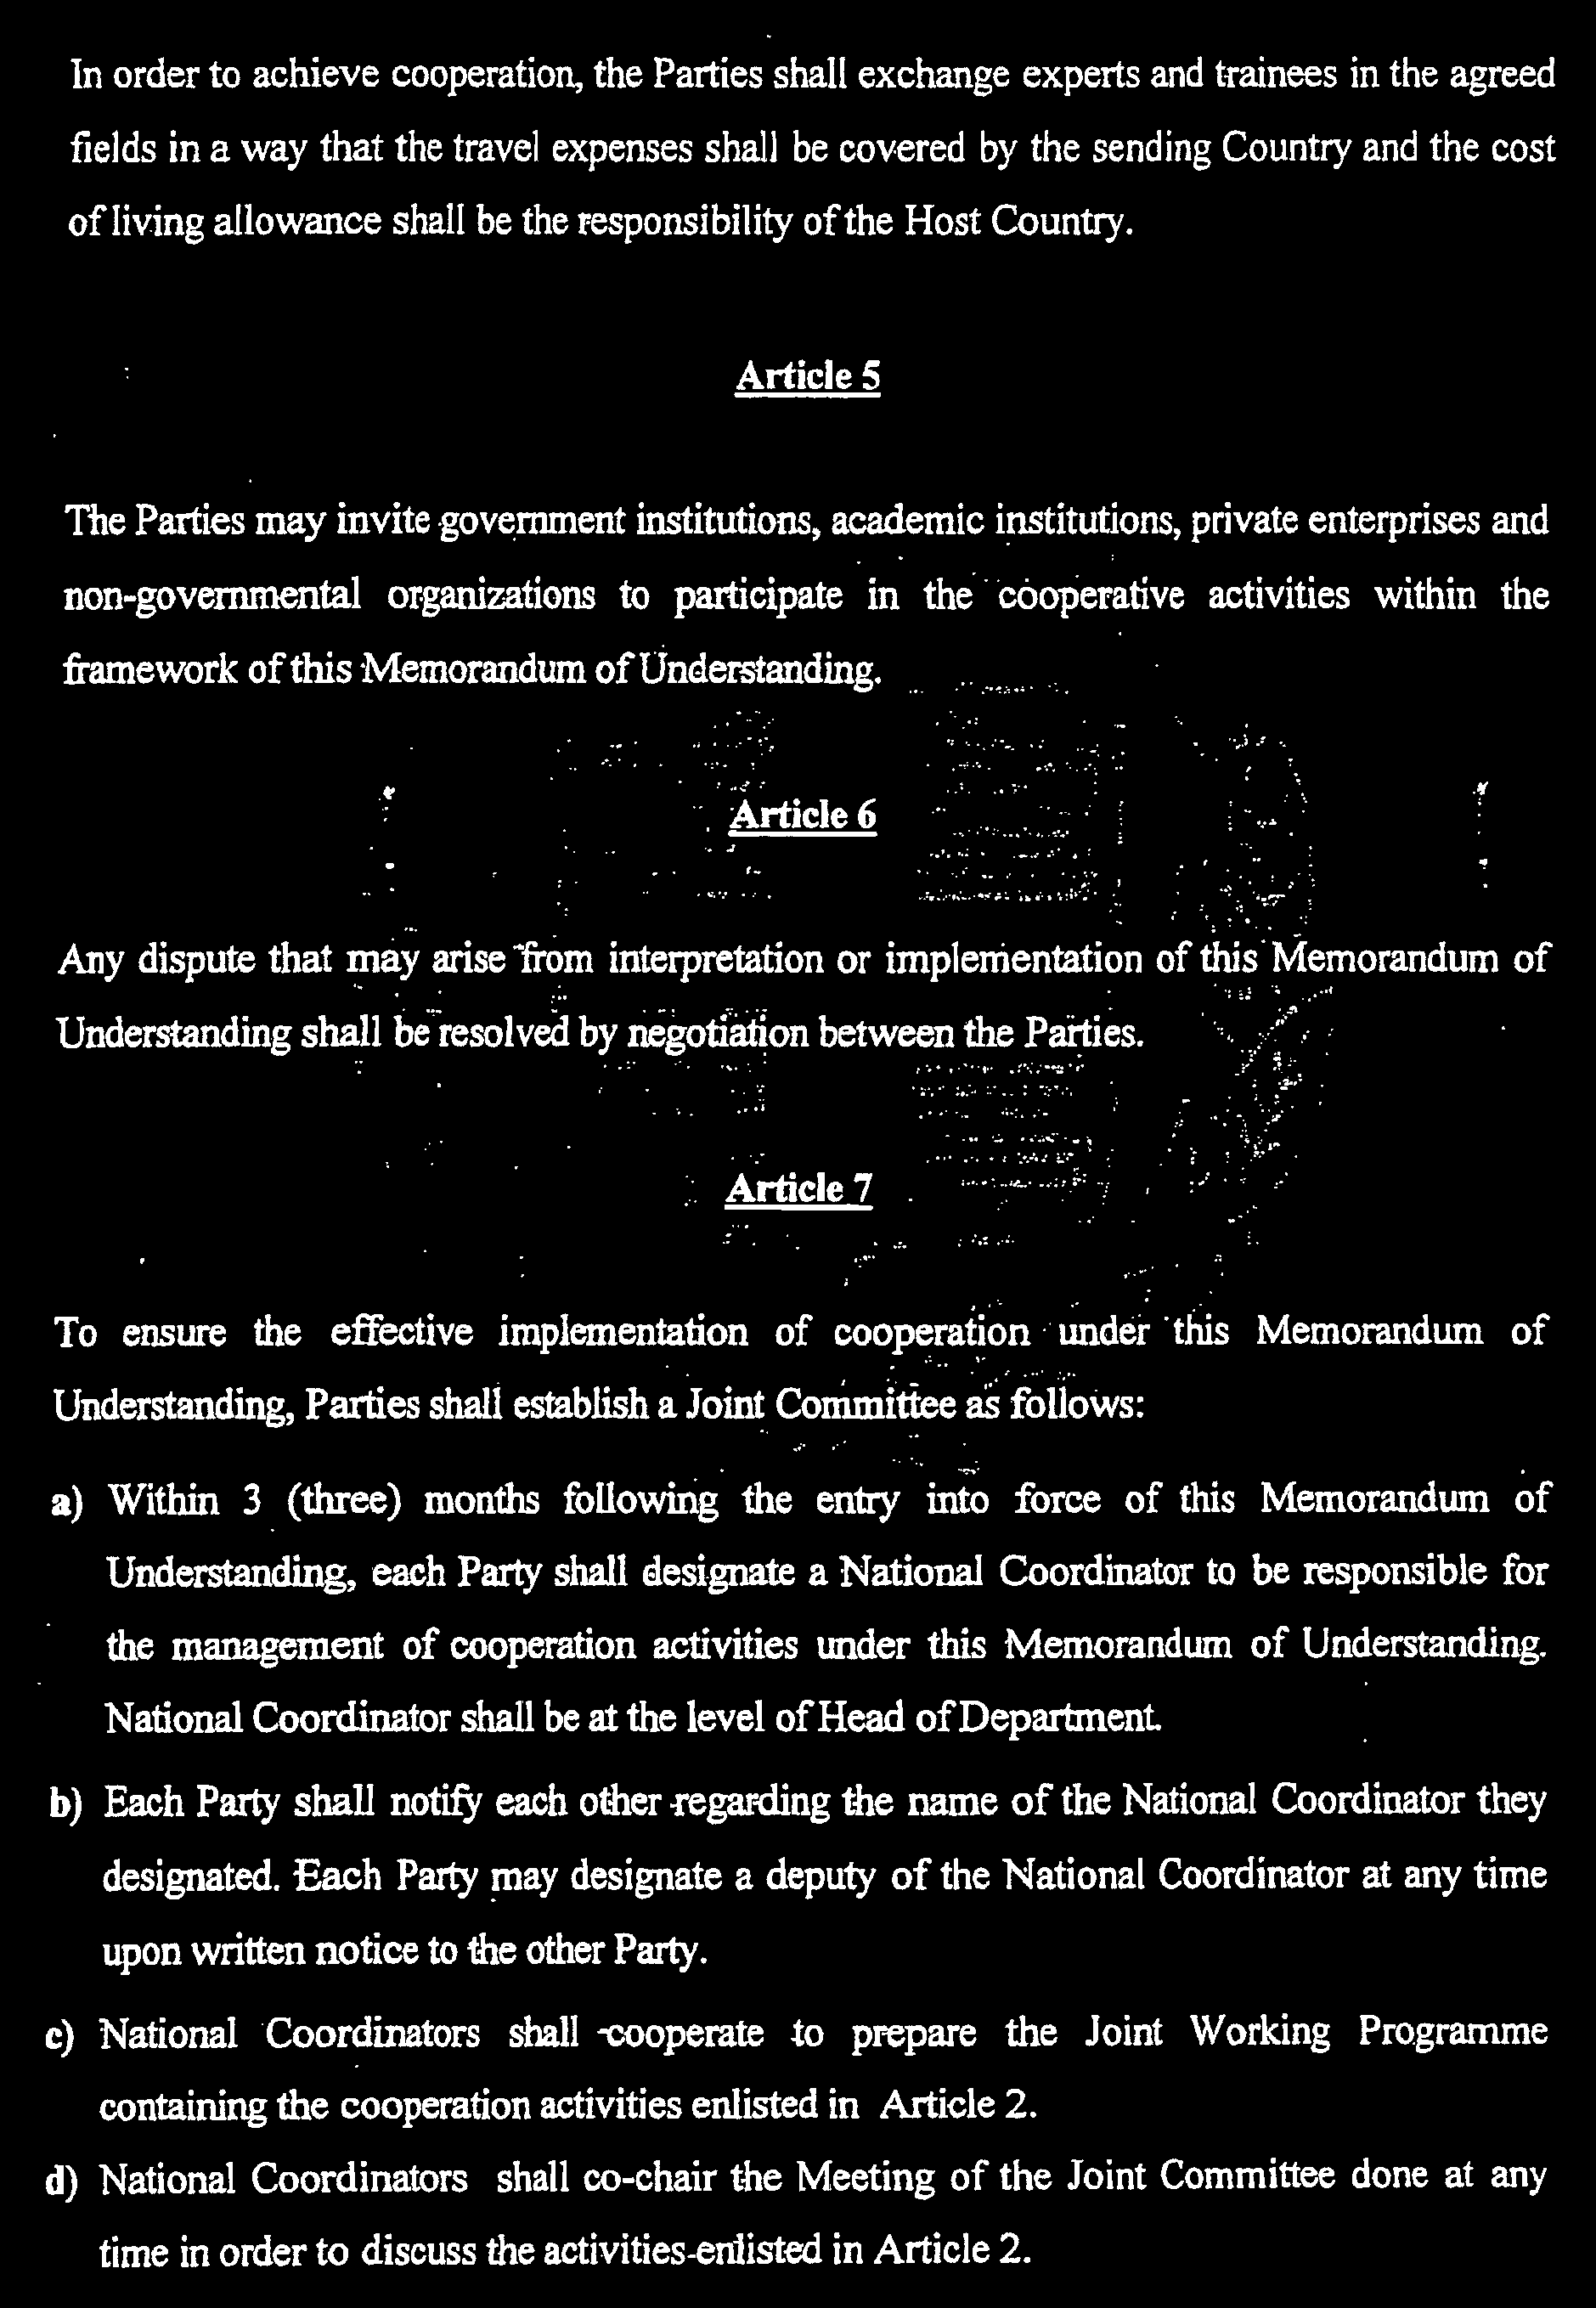 In order to achieve cooperation, the Parties shall exchange experts and trainees in the agreed
fields in a way that the travel expenses shall be covered by the sending Country and the cost
of living allowance shall be the responsibility of the Host Country.
Article 5
The Parties may invite government institutions, academic institutions, private enterprises and
non-governmental organizations to participate in the cooperative activities within the
framework of this Memorandum of Understanding.
Article 6
Any dispute that may arise from interpretation or implementation of this Memorandum of
Understanding shall be resolved by negotiation between the Parties.
Article 7
To ensure the effective implementation of cooperation under this Memorandum of
Understanding, Parties shall establish a Joint Committee as follows:
a) Within 3 (three) months following the entry into force of this Memorandum of
Understanding, each Party shall designate a National Coordinator to be responsible for
the management of cooperation activities under this Memorandum of Understanding.
National Coordinator shall be at the level of Head of Department.
b) Each Party shall notify each other regarding the name of the National Coordinator they
designated. Each Party may designate a deputy of the National Coordinator at any time
upon written notice to the other Party.
c) National Coordinators shall cooperate to prepare the Joint Working Programme
containing the cooperation activities enlisted in Article 2.
d) National Coordinators shall co-chair the Meeting of the Joint Committee done at any
time in order to discuss the activities enlisted in Article 2.